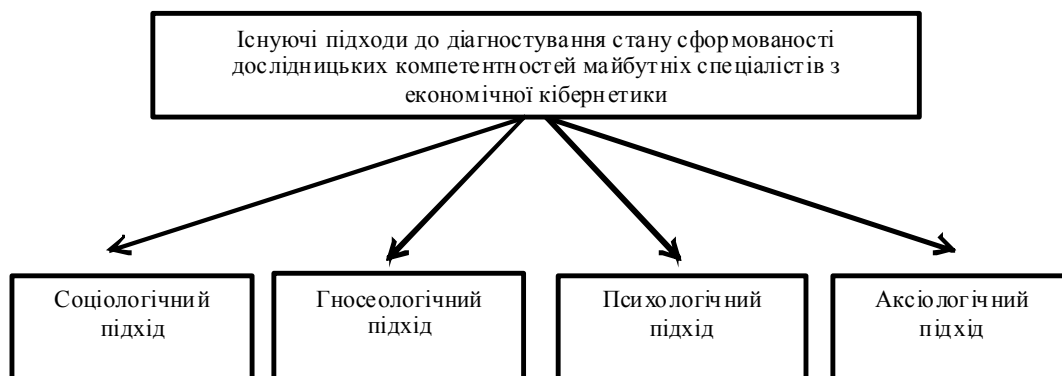 Існуючі підходи до діагностування стану сформованості
дослідницьких компетентностей майбутніх спеціалістів з
економічної кібернетики
Соціологічний
підхід
Гносеологічний
підхід
Психологічний
підхід
Аксіологічний
підхід